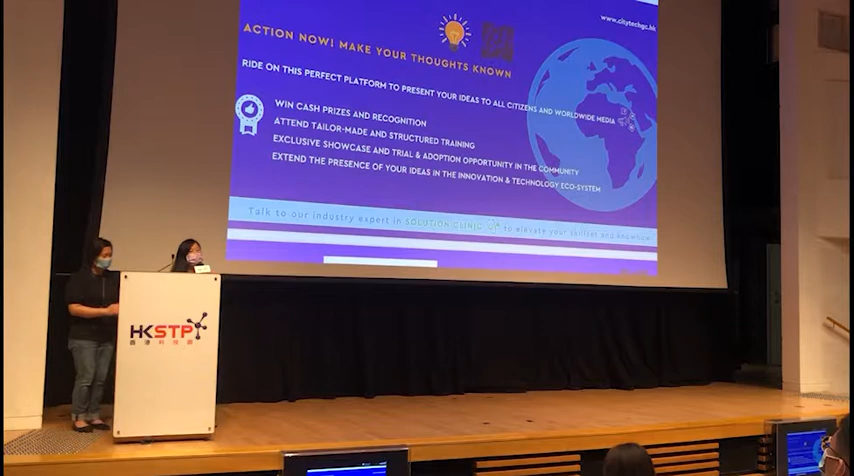 www.citytechgc.hk
ACTION NOW! MAKE YOUR THOUGHTS KNOWN
RIDE ON THIS PERFECT PLATFORM TO PRESENT YOUR IDEAS TO ALL CITIZENS AND WORLDWIDE MEDIA
WIN CASH PRIZES AND RECOGNITION
ATTEND TAILOR-MADE AND STRUCTURED TRAINING
EXCLUSIVE SHOWCASE AND TRIAL & ADOPTION OPPORTUNITY IN THE COMMUNITY
EXTEND THE PRESENCE OF YOUR IDEAS IN THE INNOVATION & TECHNOLOGY ECO-SYSTEM
Talk to our industry expert in SOLUTION CLINIC to elevate your skillset and knowhow
HKSTP
香港科技園